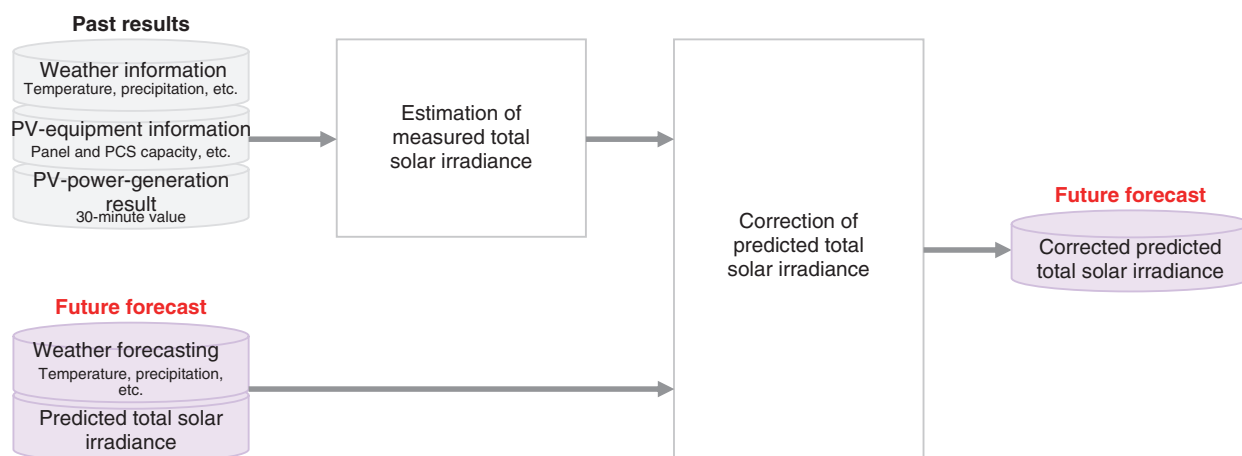 Past results
Weather information
Temperature, precipitation, etc.
PV-equipment information
Panel and PCS capacity, etc.
PV-power-generation
result
30-minute value
Estimation of
measured total
solar irradiance
Correction of
predicted total
solar irradiance
Future forecast
Corrected predicted
total solar irradiance
Future forecast
Weather forecasting
Temperature, precipitation,
etc.
Predicted total solar
irradiance